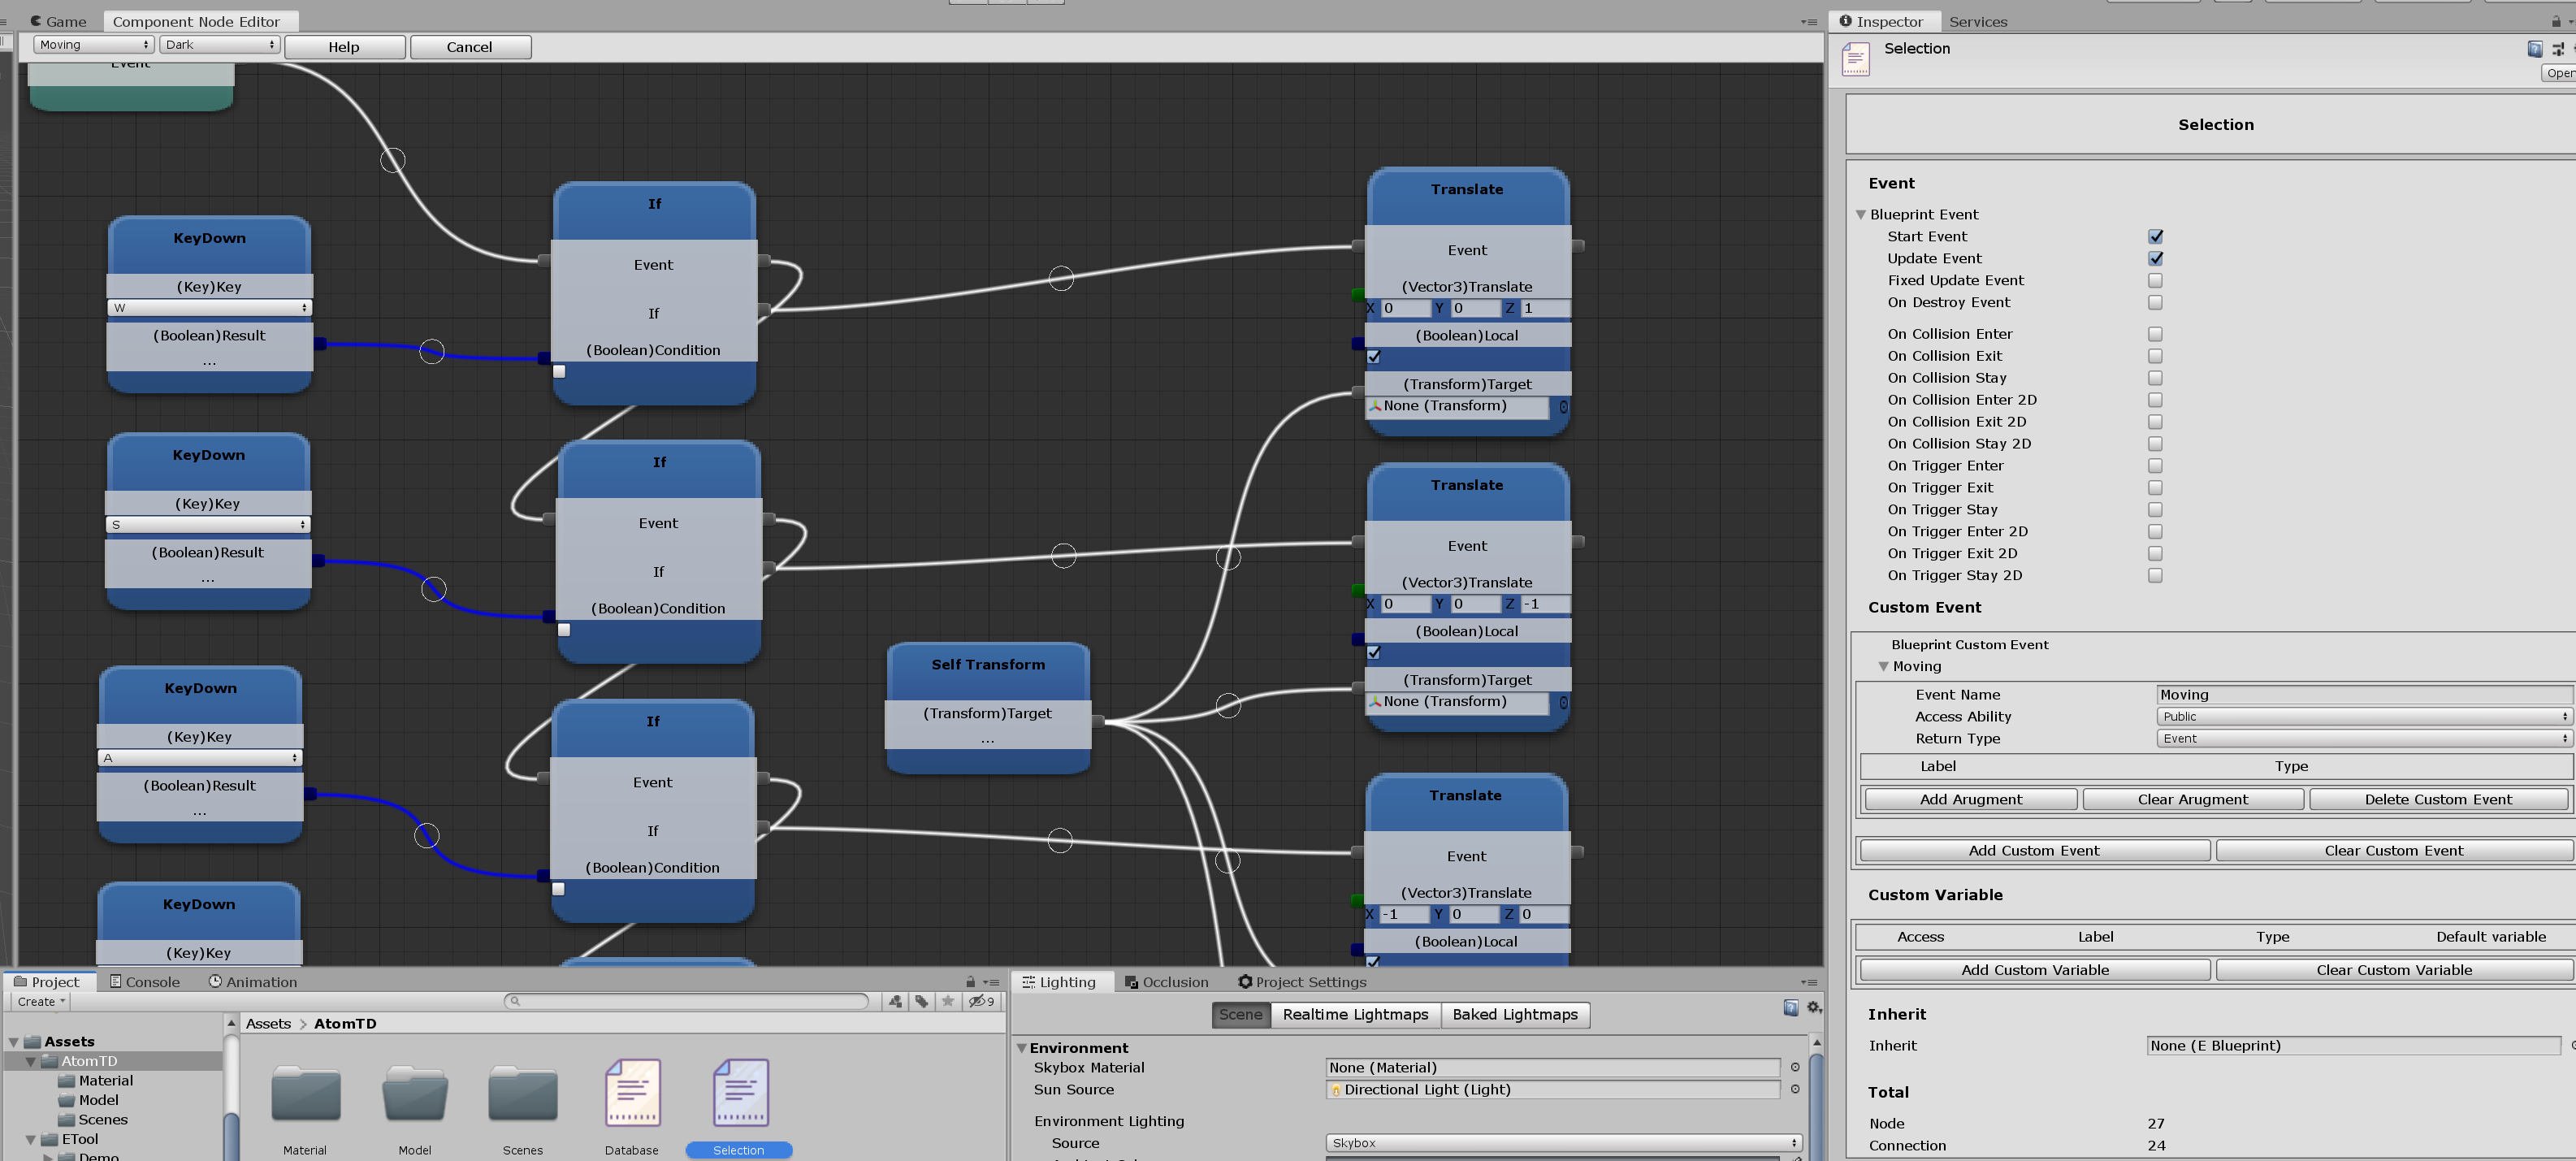 Game
Component Node Editor
Moving
Dark
Help
Cancel
Event
KeyDown
(Key)Key
W
(Boolean)Result
...
If
Event
If
(Boolean)Condition
Translate
Event
(Vector3)Translate
X 0 Y 0 Z 1
(Boolean)Local
(Transform)Target
None (Transform)
KeyDown
(Key)Key
S
(Boolean)Result
...
If
Event
If
(Boolean)Condition
Translate
Event
(Vector3)Translate
X 0 Y 0 Z -1
(Boolean)Local
(Transform)Target
None (Transform)
Self Transform
(Transform)Target
...
KeyDown
(Key)Key
A
(Boolean)Result
...
If
Event
If
(Boolean)Condition
Translate
Event
(Vector3)Translate
X -1 Y 0 Z 0
(Boolean)Local
KeyDown
(Key)Key
Inspector
Services
Selection
Open
Selection
Event
Blueprint Event
Start Event
Update Event
Fixed Update Event
On Destroy Event
On Collision Enter
On Collision Exit
On Collision Stay
On Collision Enter 2D
On Collision Exit 2D
On Collision Stay 2D
On Trigger Enter
On Trigger Exit
On Trigger Stay
On Trigger Enter 2D
On Trigger Exit 2D
On Trigger Stay 2D
Custom Event
Blueprint Custom Event
Moving
Event Name Moving
Access Ability Public
Return Type Event
Label Type
Add Arugment Clear Arugment Delete Custom Event
Add Custom Event Clear Custom Event
Custom Variable
Access Label Type Default variable
Add Custom Variable Clear Custom Variable
Inherit
Inherit None (E Blueprint)
Total
Node 27
Connection 24
Project
Console
Animation
Create
9
Assets
AtomTD
Material
Model
Scenes
ETool
Demo
Assets > AtomTD
Material
Model
Scenes
Database
Selection
Lighting
Occlusion
Project Settings
Scene
Realtime Lightmaps
Baked Lightmaps
Environment
Skybox Material None (Material)
Sun Source Directional Light (Light)
Environment Lighting
Source Skybox